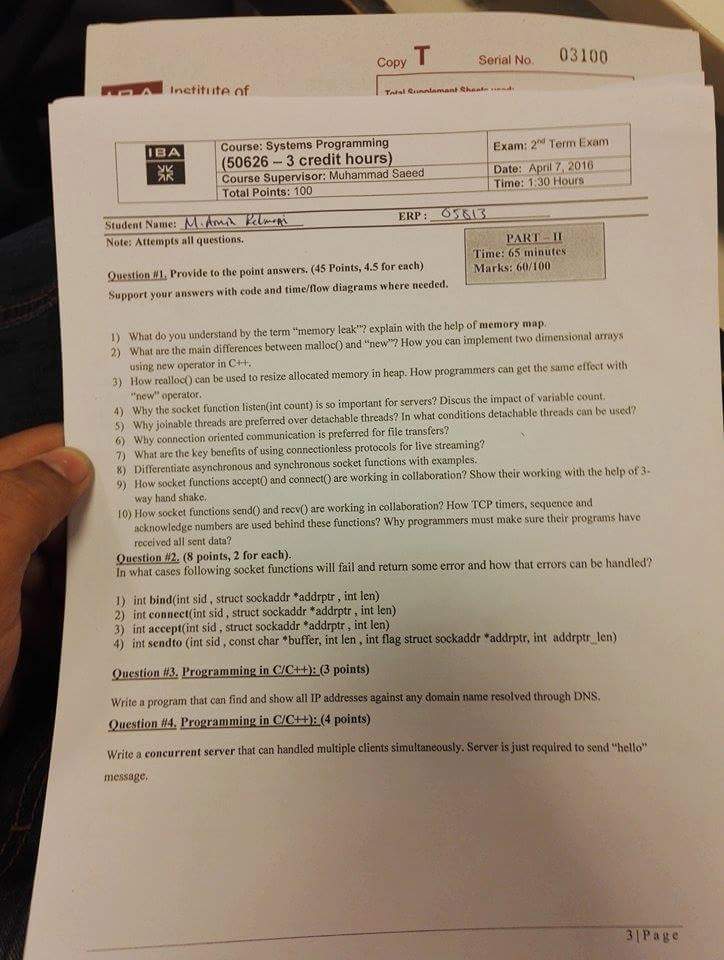 Copy T Serial No. 03100
Institute of
Total Supplement Sheets used:
IBA
Course: Systems Programming
(50626 – 3 credit hours)
Course Supervisor: Muhammad Saeed
Total Points: 100
Exam: 2nd Term Exam
Date: April 7, 2016
Time: 1:30 Hours
Student Name: M. Amir ERP: 05813
Note: Attempts all questions.
PART – II
Time: 65 minutes
Marks: 60/100
Question #1. Provide to the point answers. (45 Points, 4.5 for each)
Support your answers with code and time/flow diagrams where needed.
1) What do you understand by the term "memory leak"? explain with the help of memory map.
2) What are the main differences between malloc() and "new"? How you can implement two dimensional arrays
using new operator in C++.
3) How realloc() can be used to resize allocated memory in heap. How programmers can get the same effect with
"new" operator.
4) Why the socket function listen(int count) is so important for servers? Discus the impact of variable count.
5) Why joinable threads are preferred over detachable threads? In what conditions detachable threads can be used?
6) Why connection oriented communication is preferred for file transfers?
7) What are the key benefits of using connectionless protocols for live streaming?
8) Differentiate asynchronous and synchronous socket functions with examples.
9) How socket functions accept() and connect() are working in collaboration? Show their working with the help of 3-
way hand shake.
10) How socket functions send() and recv() are working in collaboration? How TCP timers, sequence and
acknowledge numbers are used behind these functions? Why programmers must make sure their programs have
received all sent data?
Question #2. (8 points, 2 for each).
In what cases following socket functions will fail and return some error and how that errors can be handled?
1) int bind(int sid , struct sockaddr *addrptr , int len)
2) int connect(int sid , struct sockaddr *addrptr , int len)
3) int accept(int sid , struct sockaddr *addrptr , int len)
4) int sendto (int sid , const char *buffer, int len , int flag struct sockaddr *addrptr, int addrptr_len)
Question #3. Programming in C/C++): (3 points)
Write a program that can find and show all IP addresses against any domain name resolved through DNS.
Question #4. Programming in C/C++): (4 points)
Write a concurrent server that can handled multiple clients simultaneously. Server is just required to send "hello"
message.
3 | Page